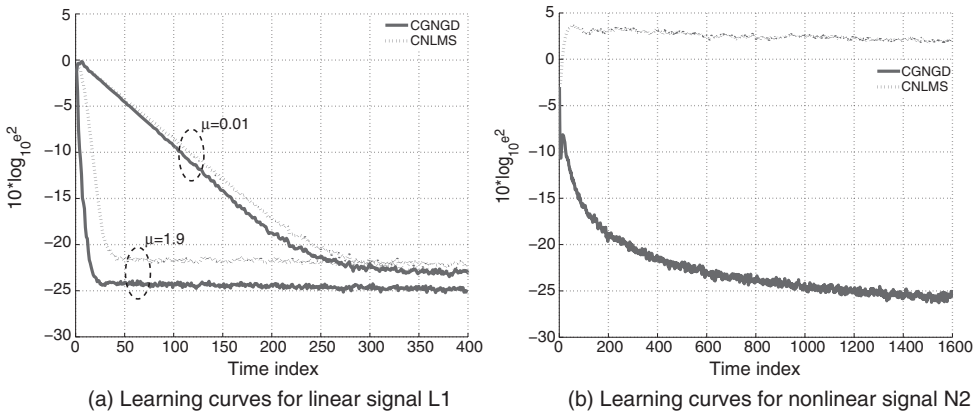 5
0
−5
−10
−15
−20
−25
−30
10*log10e2
0 50 100 150 200 250 300 350 400
Time index
CGNGD
CNLMS
μ=0.01
μ=1.9
(a) Learning curves for linear signal L1
5
0
−5
−10
−15
−20
−25
−30
10*log10e2
0 200 400 600 800 1000 1200 1400 1600
Time index
CGNGD
CNLMS
(b) Learning curves for nonlinear signal N2